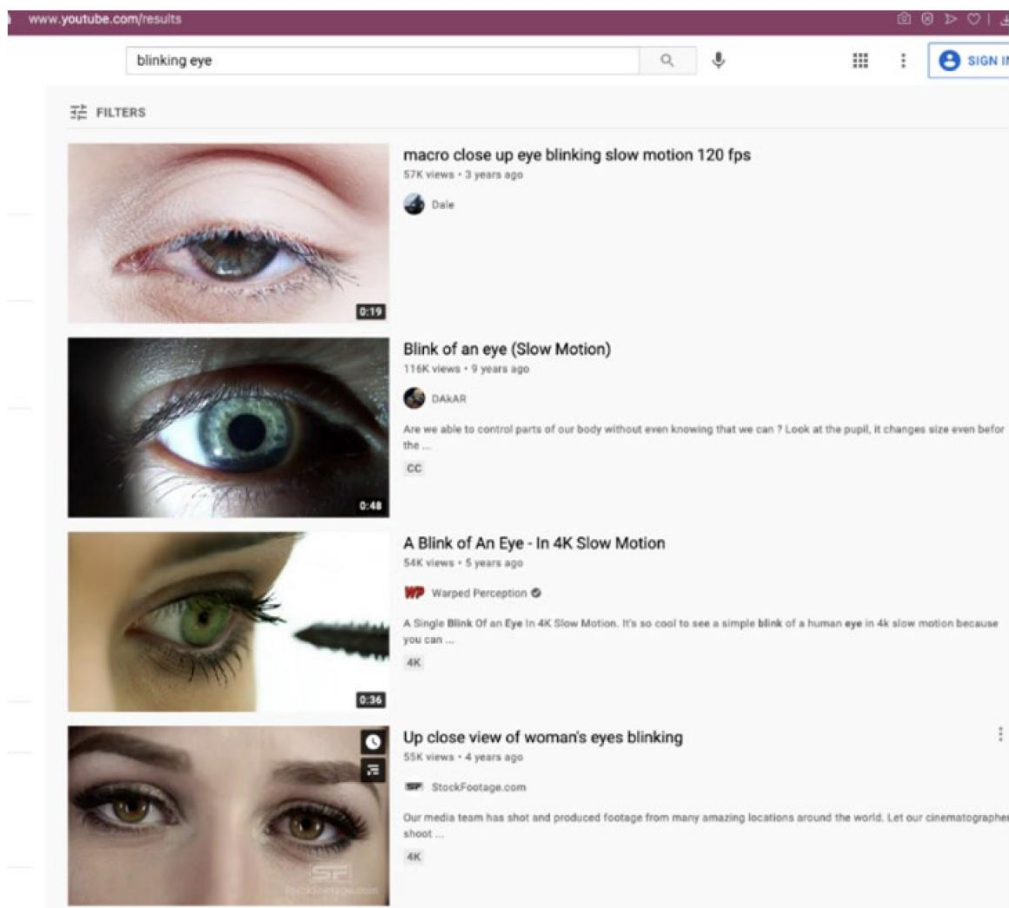 www.youtube.com/results
blinking eye
SIGN IN
FILTERS
macro close up eye blinking slow motion 120 fps
57K views • 3 years ago
Dale
0:19
Blink of an eye (Slow Motion)
116K views • 9 years ago
DAkAR
Are we able to control parts of our body without even knowing that we can ? Look at the pupil, it changes size even befor
the ...
CC
0:48
A Blink of An Eye - In 4K Slow Motion
54K views • 5 years ago
WP Warped Perception
A Single Blink Of an Eye In 4K Slow Motion. It's so cool to see a simple blink of a human eye in 4k slow motion because
you can ...
4K
0:36
Up close view of woman's eyes blinking
55K views • 4 years ago
SF StockFootage.com
Our media team has shot and produced footage from many amazing locations around the world. Let our cinematographer
shoot ...
4K
SF
StockFootage.com